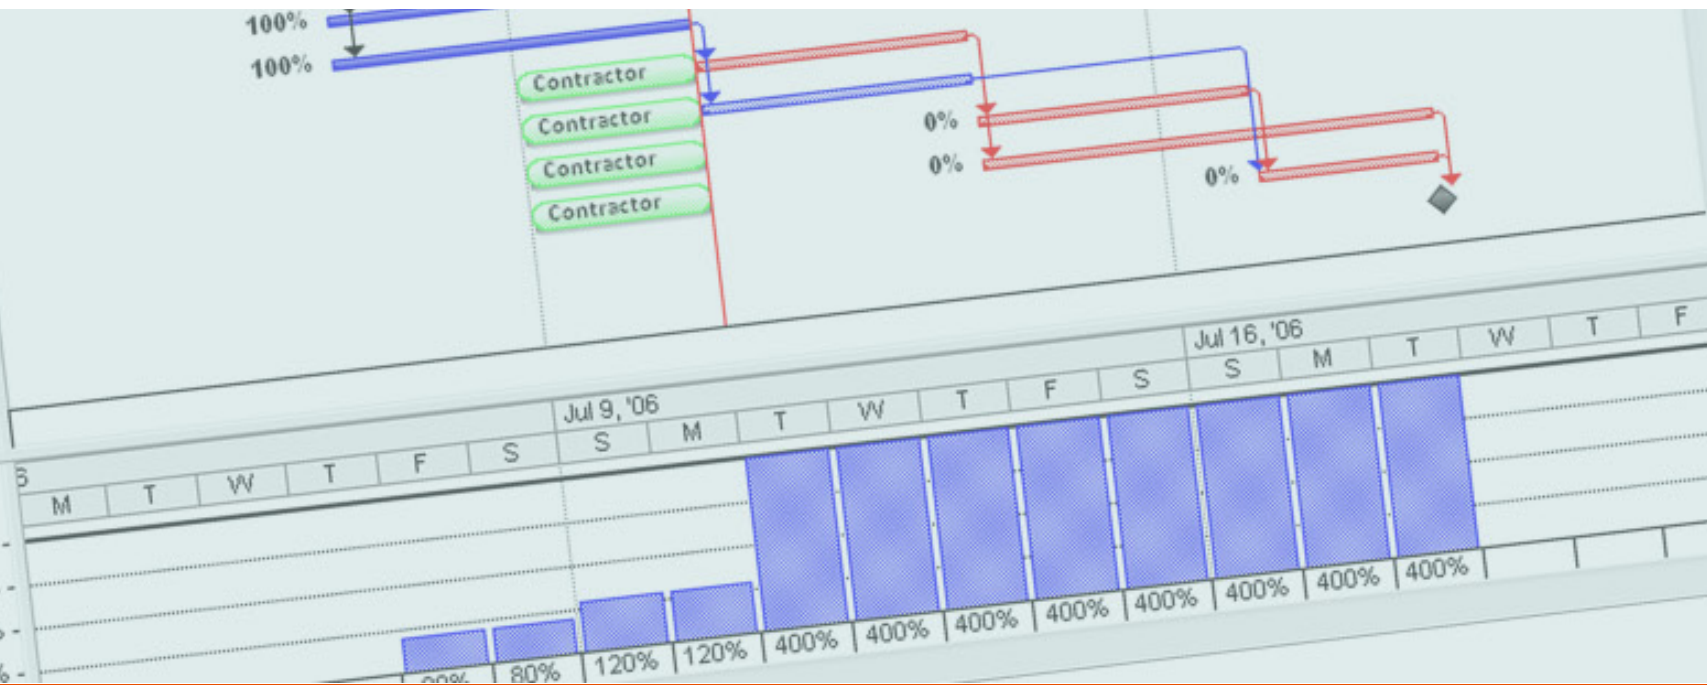 100%
100%
Contractor
Contractor
0%
Contractor
0%
Contractor
0%
Jul 16, '06
S M T W T F
Jul 9, '06
S M T W T F S
M T W T F S
80%
120%
120%
400%
400%
400%
400%
400%
400%
400%
400%